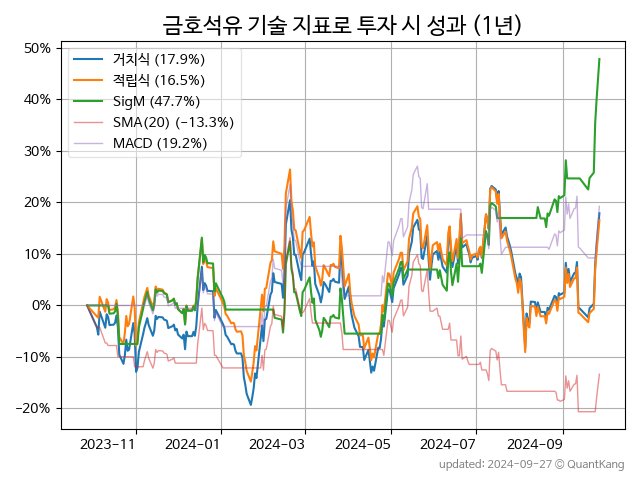 금호석유 기술 지표로 투자 시 성과 (1년)
거치식 (17.9%)
적립식 (16.5%)
SigM (47.7%)
SMA(20) (−13.3%)
MACD (19.2%)
50%
40%
30%
20%
10%
0%
−10%
−20%
2023-11 2024-01 2024-03 2024-05 2024-07 2024-09
updated: 2024-09-27 © QuantKang